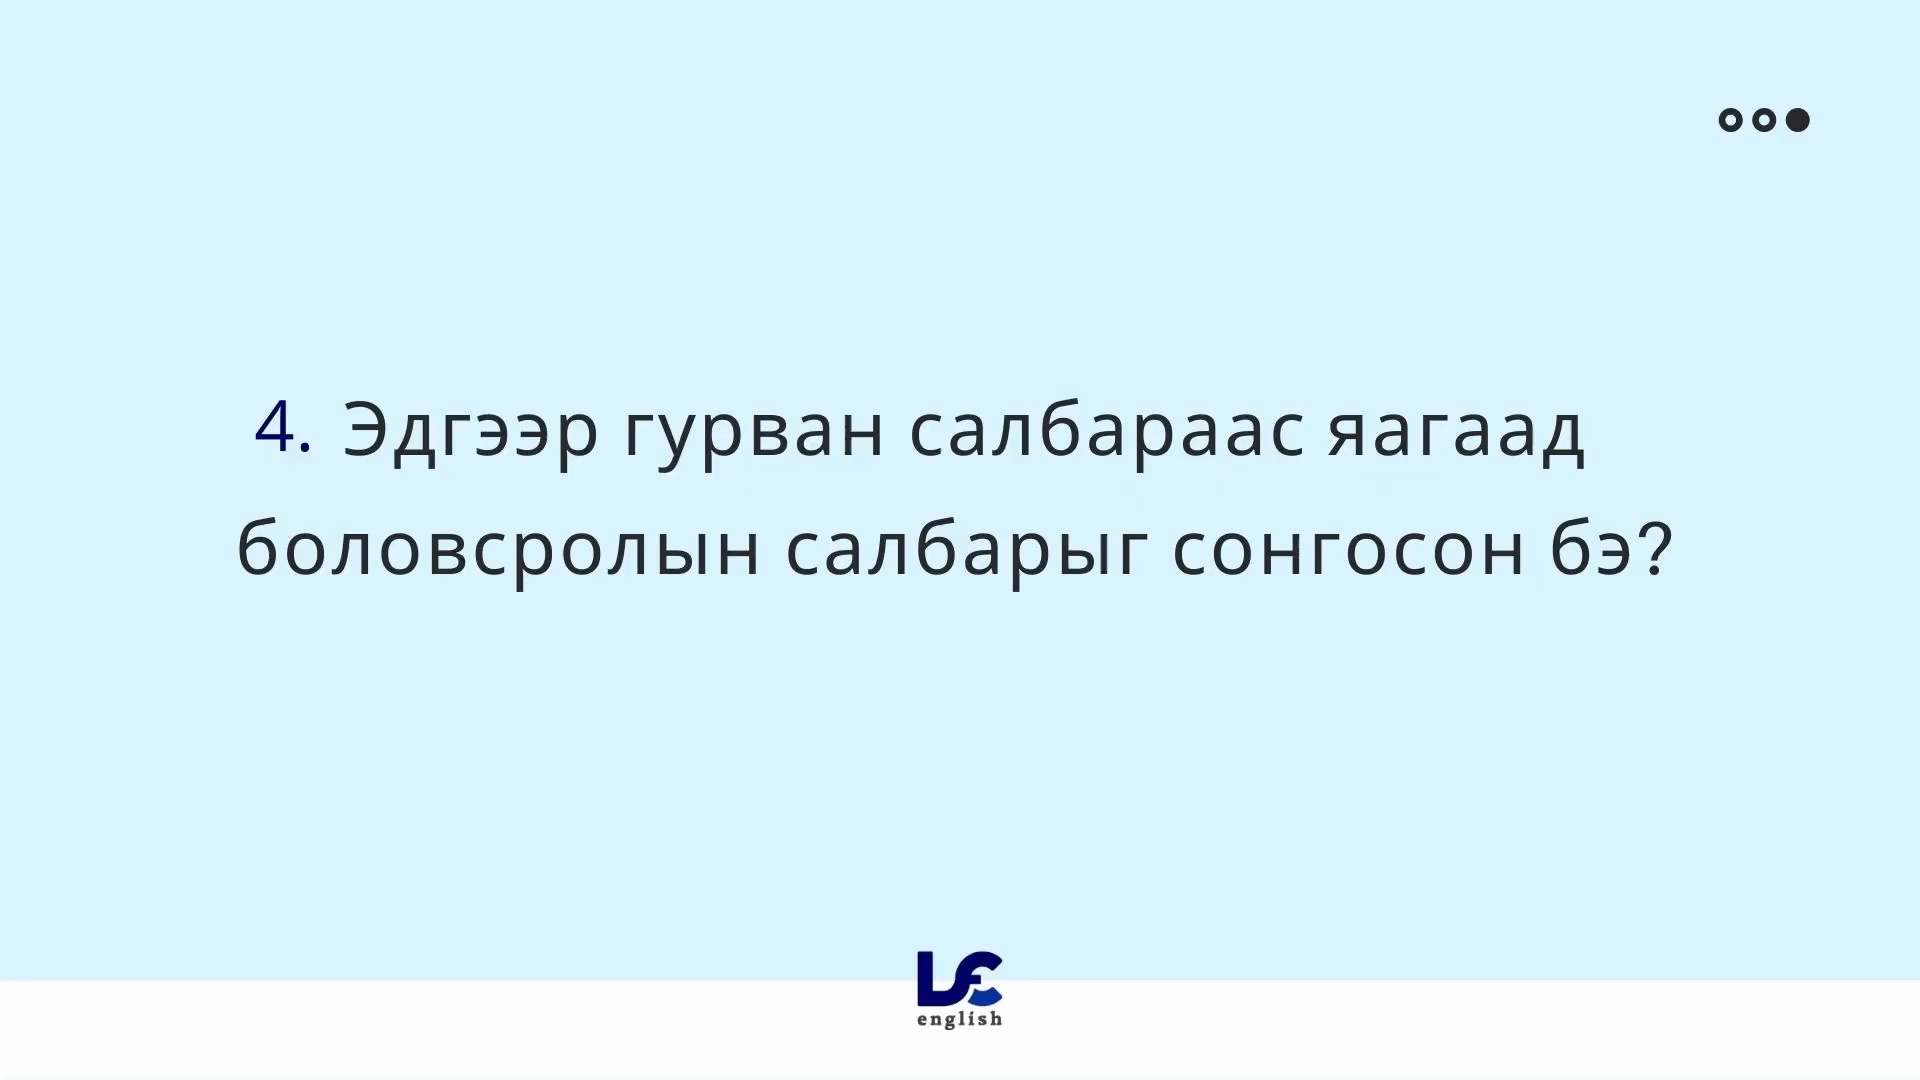 4. Эдгээр гурван салбараас яагаад
боловсролын салбарыг сонгосон бэ?
english